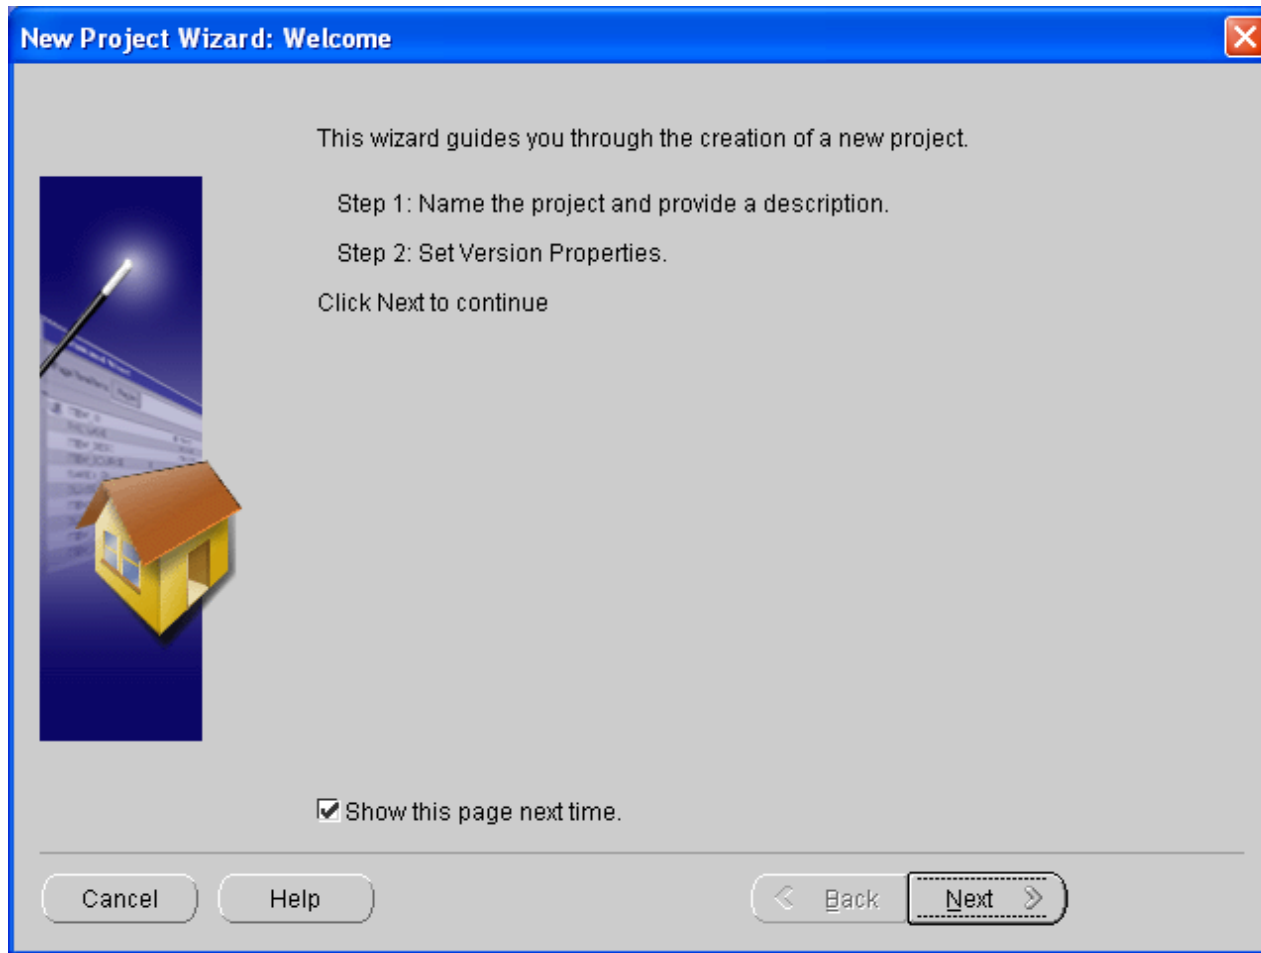 New Project Wizard: Welcome
This wizard guides you through the creation of a new project.
Step 1: Name the project and provide a description.
Step 2: Set Version Properties.
Click Next to continue
Show this page next time.
Cancel
Help
Back
Next